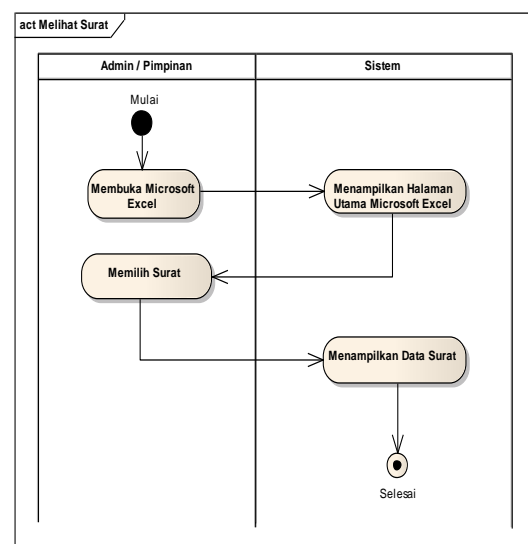 act Melihat Surat
Admin / Pimpinan
Sistem
Mulai
Membuka Microsoft
Excel
Menampilkan Halaman
Utama Microsoft Excel
Memilih Surat
Menampilkan Data Surat
Selesai